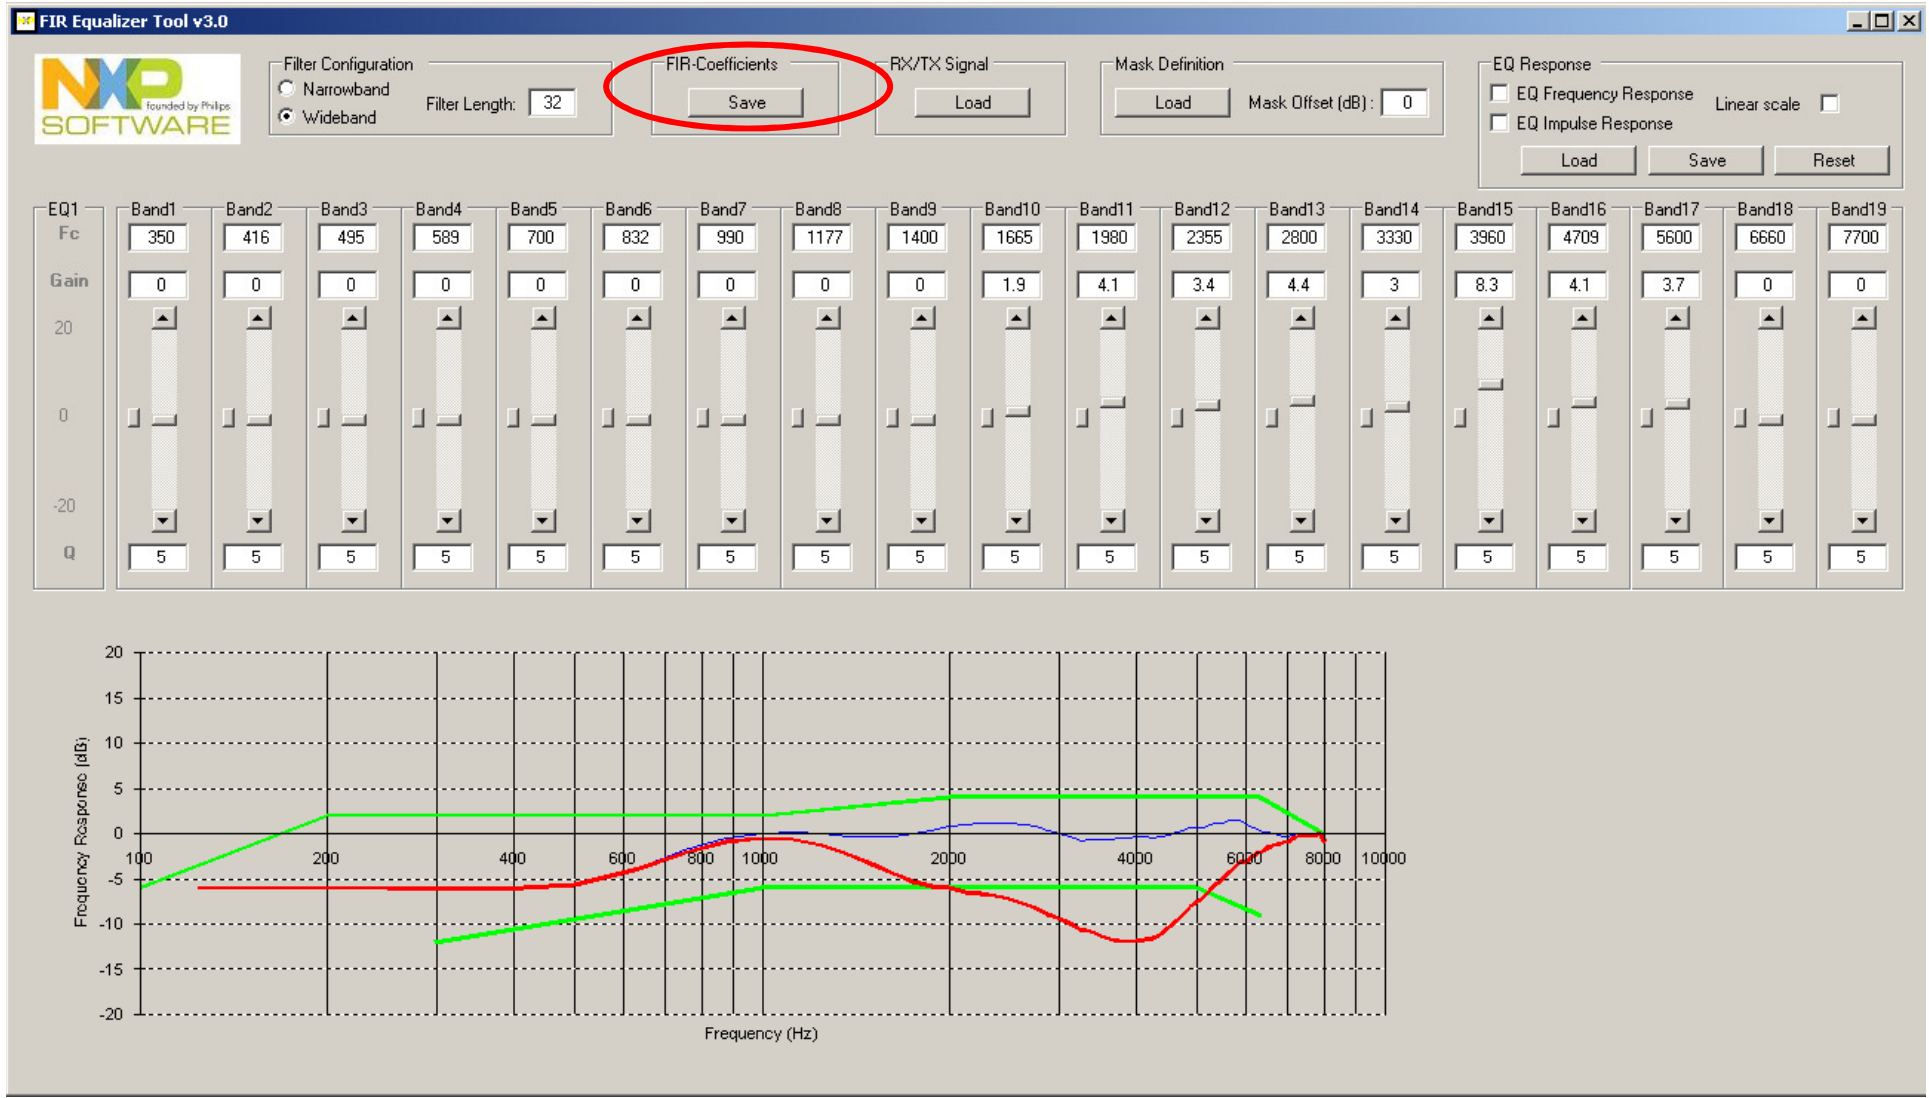 FIR Equalizer Tool v3.0
NXP
founded by Philips
SOFTWARE
Filter Configuration
Narrowband
Wideband
Filter Length: 32
FIR-Coefficients
Save
RX/TX Signal
Load
Mask Definition
Load
Mask Offset (dB) : 0
EQ Response
EQ Frequency Response
Linear scale
EQ Impulse Response
Load Save Reset
EQ1 Band1 Band2 Band3 Band4 Band5 Band6 Band7 Band8 Band9 Band10 Band11 Band12 Band13 Band14 Band15 Band16 Band17 Band18 Band19
Fc 350 416 495 589 700 832 990 1177 1400 1665 1980 2355 2800 3330 3960 4709 5600 6660 7700
Gain 0 0 0 0 0 0 0 0 0 1.9 4.1 3.4 4.4 3 8.3 4.1 3.7 0 0
20
0
-20
Q 5 5 5 5 5 5 5 5 5 5 5 5 5 5 5 5 5 5 5
Frequency Response (dB)
20
15
10
5
0
-5
-10
-15
-20
100 200 400 600 800 1000 2000 4000 6000 8000 10000
Frequency (Hz)